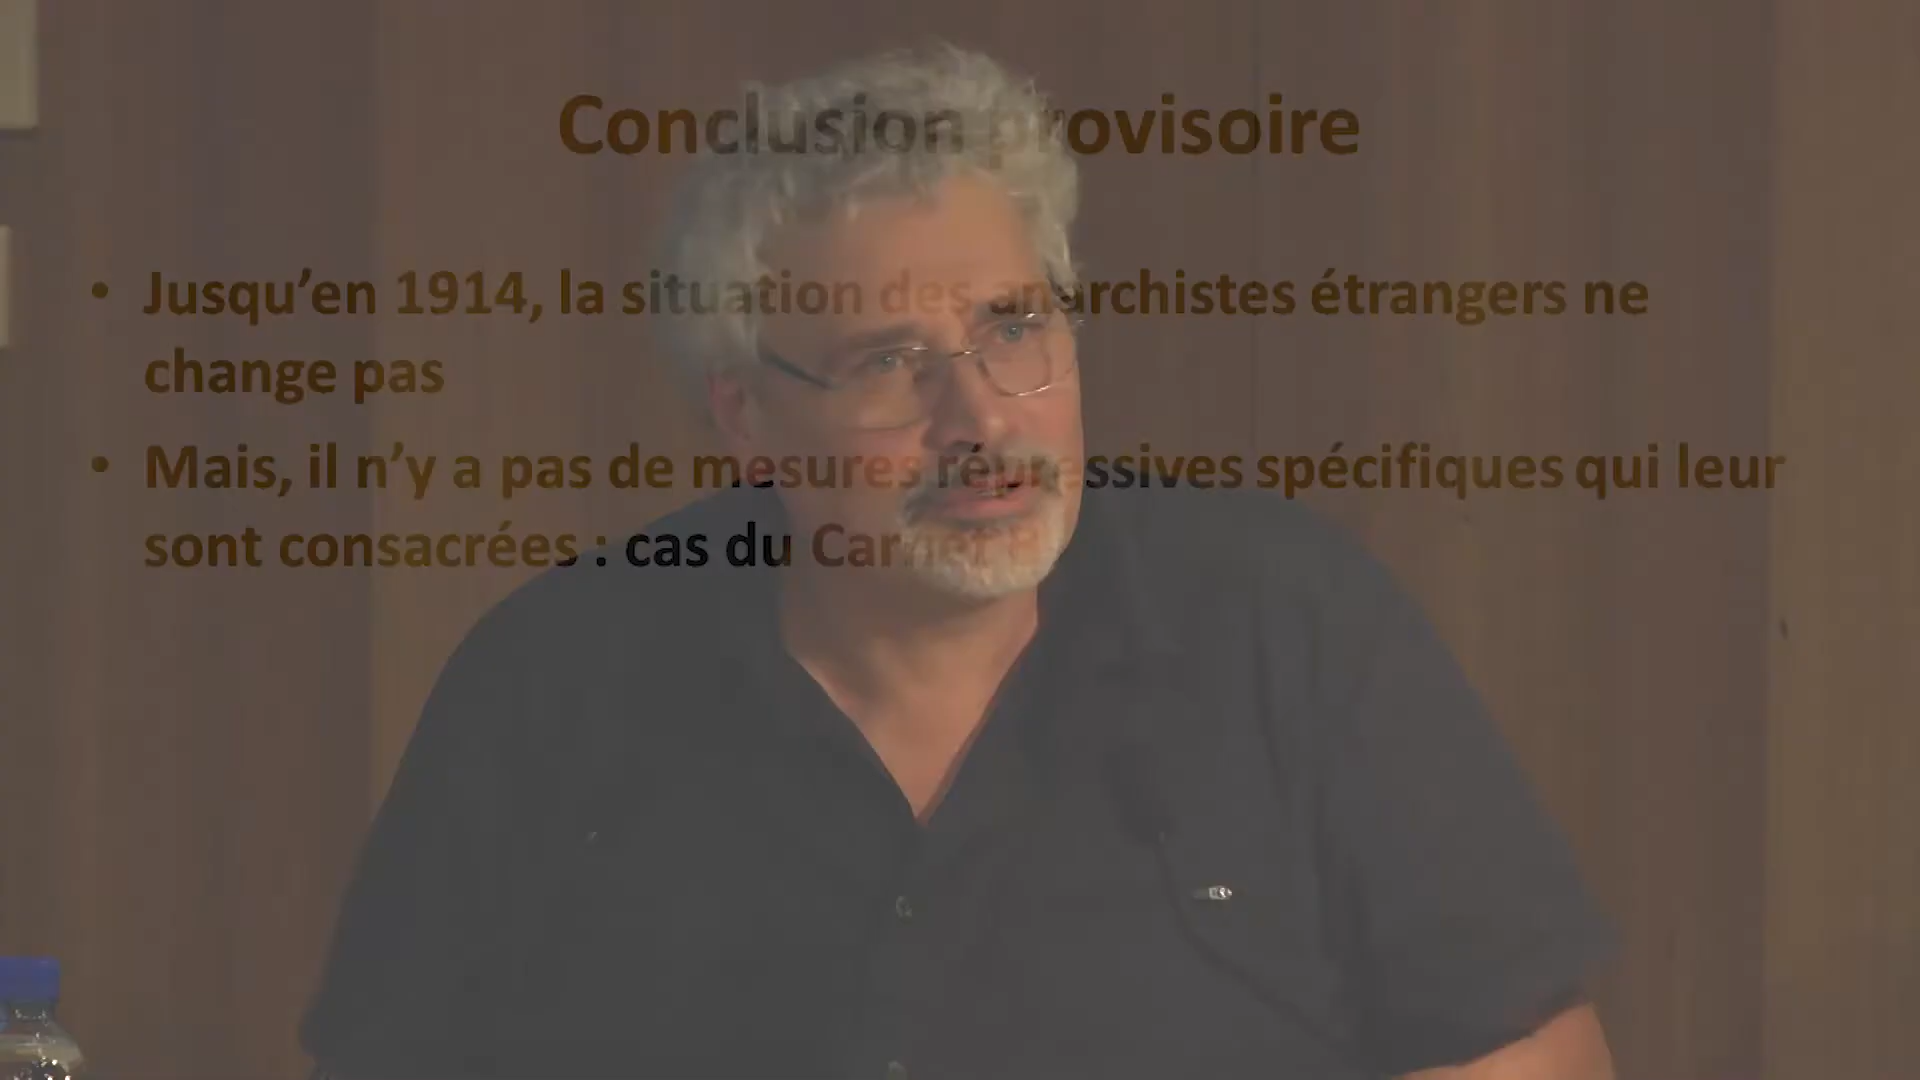 Conclusion provisoire
• Jusqu’en 1914, la situation des anarchistes étrangers ne
change pas
• Mais, il n’y a pas de mesures répressives spécifiques qui leur
sont consacrées : cas du Carnet B